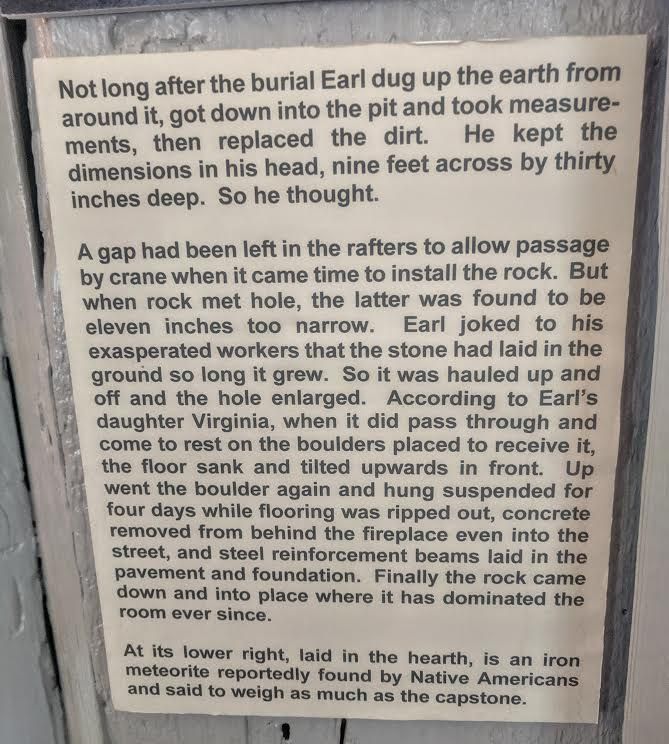 Not long after the burial Earl dug up the earth from
around it, got down into the pit and took measure-
ments, then replaced the dirt. He kept the
dimensions in his head, nine feet across by thirty
inches deep. So he thought.
A gap had been left in the rafters to allow passage
by crane when it came time to install the rock. But
when rock met hole, the latter was found to be
eleven inches too narrow. Earl joked to his
exasperated workers that the stone had laid in the
ground so long it grew. So it was hauled up and
off and the hole enlarged. According to Earl's
daughter Virginia, when it did pass through and
come to rest on the boulders placed to receive it,
the floor sank and tilted upwards in front. Up
went the boulder again and hung suspended for
four days while flooring was ripped out, concrete
removed from behind the fireplace even into the
street, and steel reinforcement beams laid in the
pavement and foundation. Finally the rock came
down and into place where it has dominated the
room ever since.
At its lower right, laid in the hearth, is an iron
meteorite reportedly found by Native Americans
and said to weigh as much as the capstone.